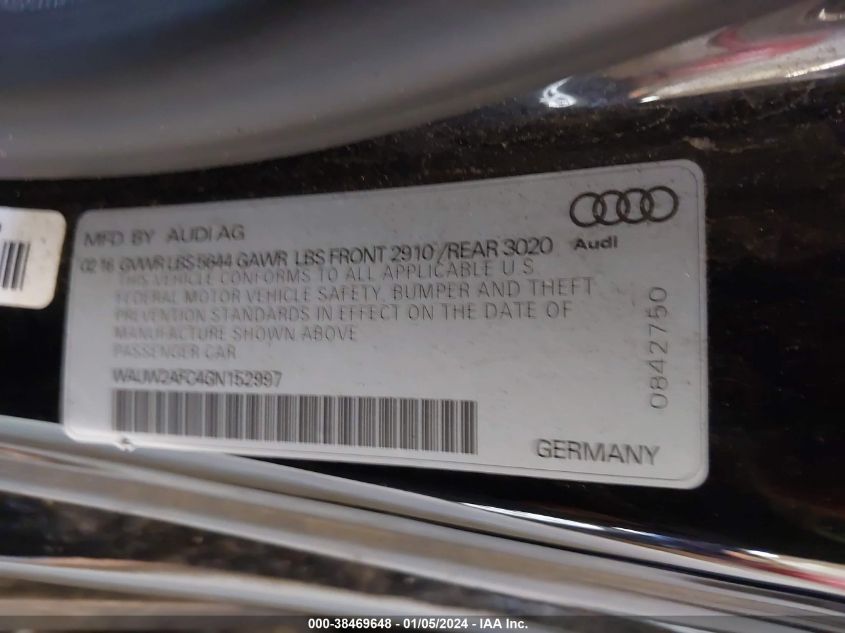 MFD BY AUDI AG
02 16 GVWR LBS 5644 GAWR LBS FRONT 2910 / REAR 3020
Audi
THIS VEHICLE CONFORMS TO ALL APPLICABLE U S
FEDERAL MOTOR VEHICLE SAFETY, BUMPER AND THEFT
PREVENTION STANDARDS IN EFFECT ON THE DATE OF
MANUFACTURE SHOWN ABOVE
PASSENGER CAR
WAUW2AFC4GN152997
GERMANY
0842750
000-38469648 - 01/05/2024 - IAA Inc.